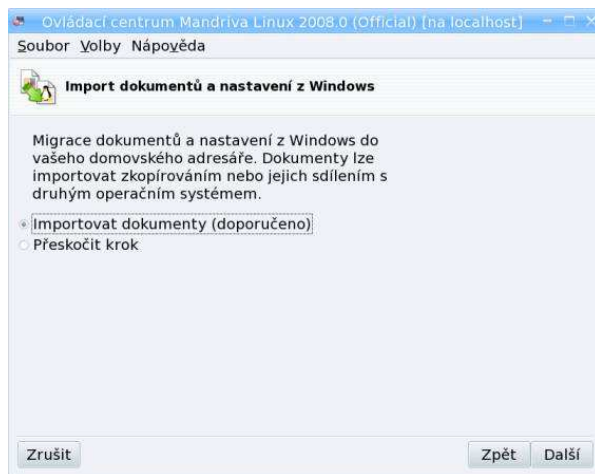 Ovládací centrum Mandriva Linux 2008.0 (Official) [na localhost]
Soubor Volby Nápověda
Import dokumentů a nastavení z Windows
Migrace dokumentů a nastavení z Windows do
vašeho domovského adresáře. Dokumenty lze
importovat zkopírováním nebo jejich sdílením s
druhým operačním systémem.
Importovat dokumenty (doporučeno)
Přeskočit krok
Zrušit Zpět Další